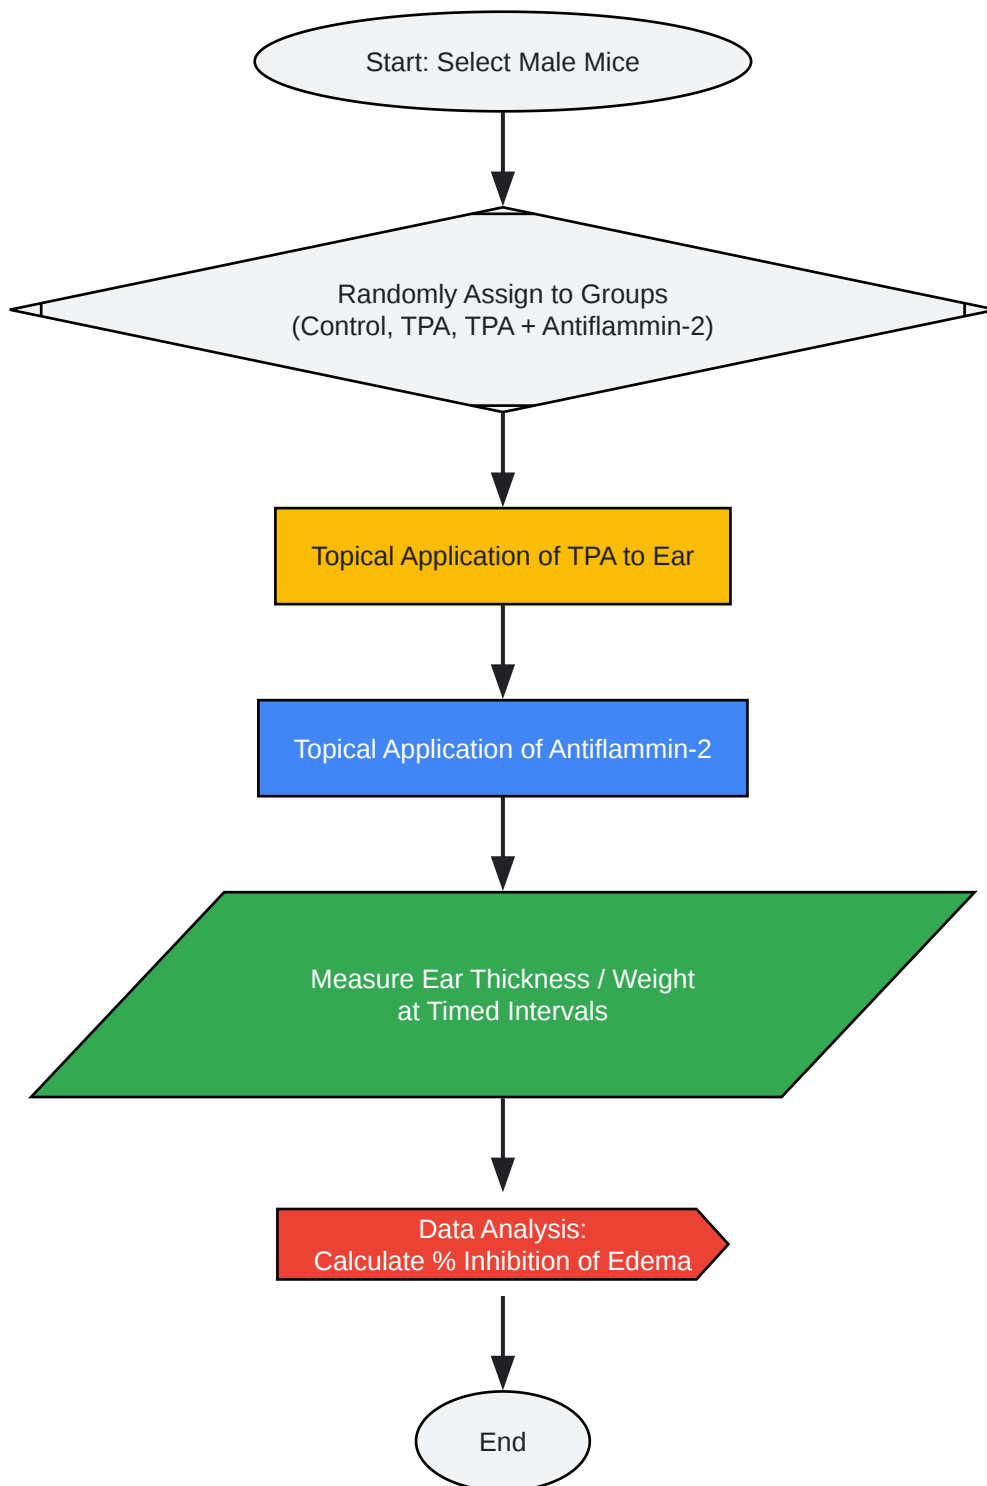 Start: Select Male Mice
Randomly Assign to Groups
(Control, TPA, TPA + Antiflammin-2)
Topical Application of TPA to Ear
Topical Application of Antiflammin-2
Measure Ear Thickness / Weight
at Timed Intervals
Data Analysis:
Calculate % Inhibition of Edema
End